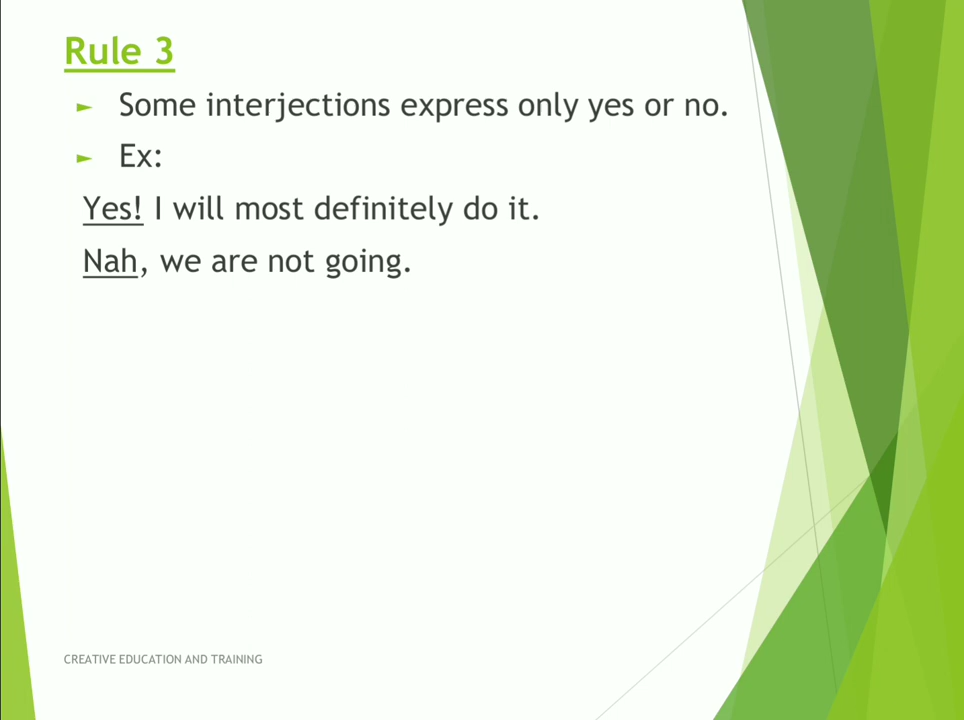 Rule 3
► Some interjections express only yes or no.
► Ex:
Yes! I will most definitely do it.
Nah, we are not going.
CREATIVE EDUCATION AND TRAINING